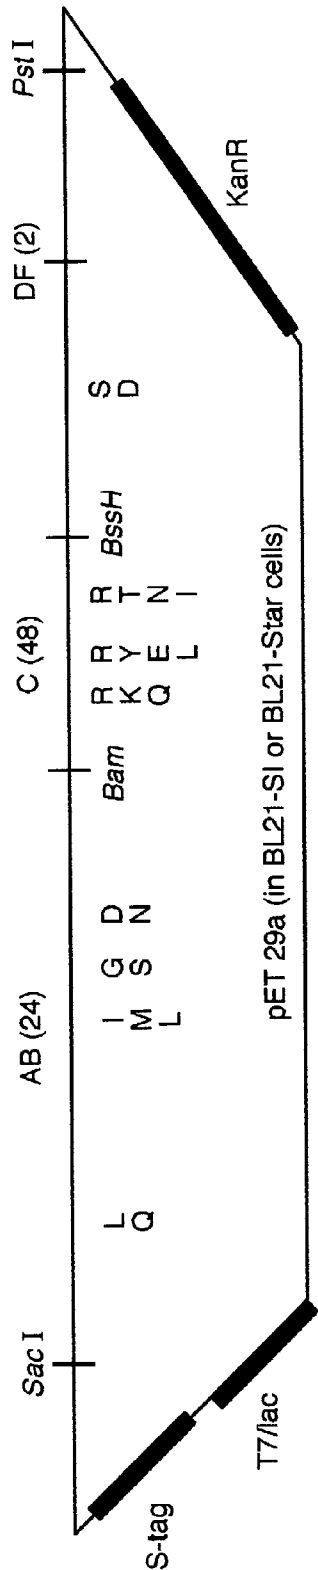 AB (24) C (48) DF (2)
Sac I Bam BssH Pst I
L I G D R R R S
Q M S N K Y T D
L Q E N
L I
S-tag T7/lac KanR
pET 29a (in BL21-SI or BL21-Star cells)